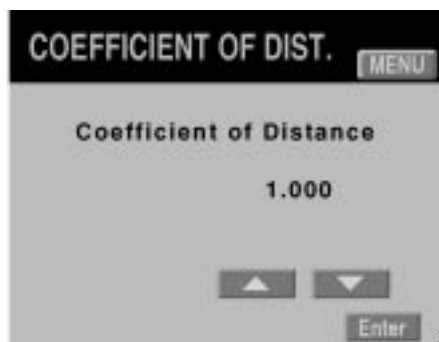 COEFFICIENT OF DIST.
MENU
Coefficient of Distance
1.000
Enter